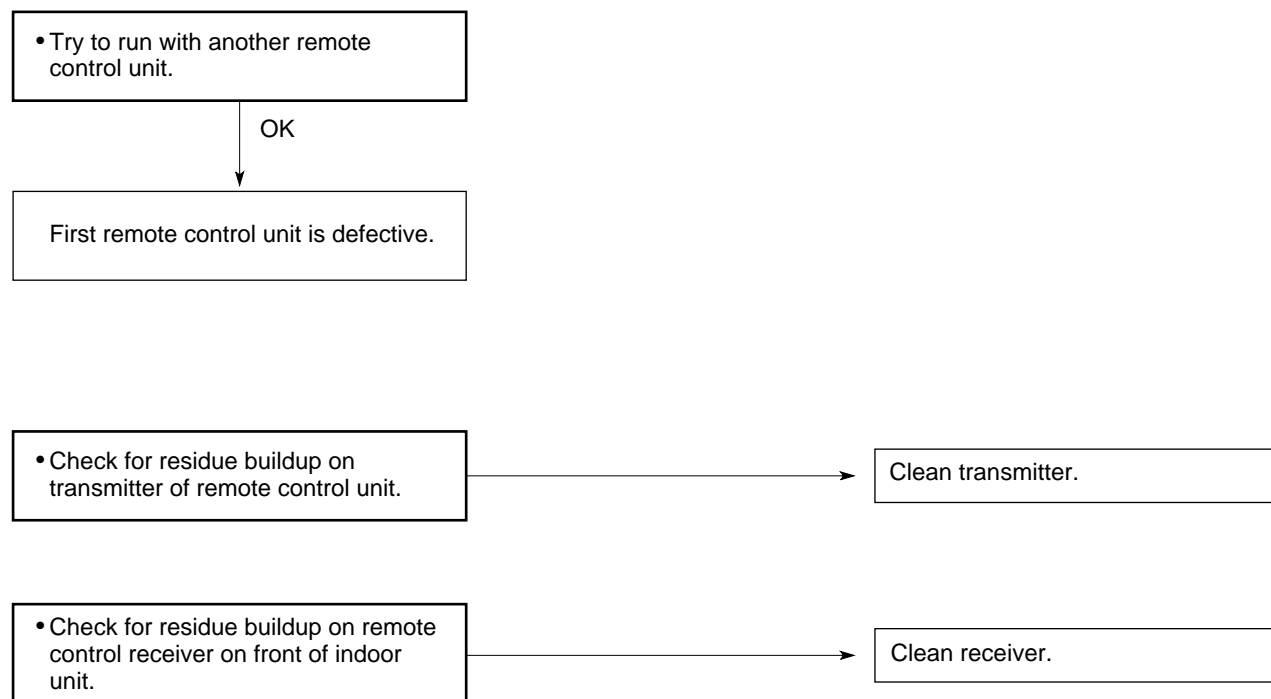 • Try to run with another remote
control unit.
OK
First remote control unit is defective.
• Check for residue buildup on
transmitter of remote control unit.
Clean transmitter.
• Check for residue buildup on remote
control receiver on front of indoor
unit.
Clean receiver.